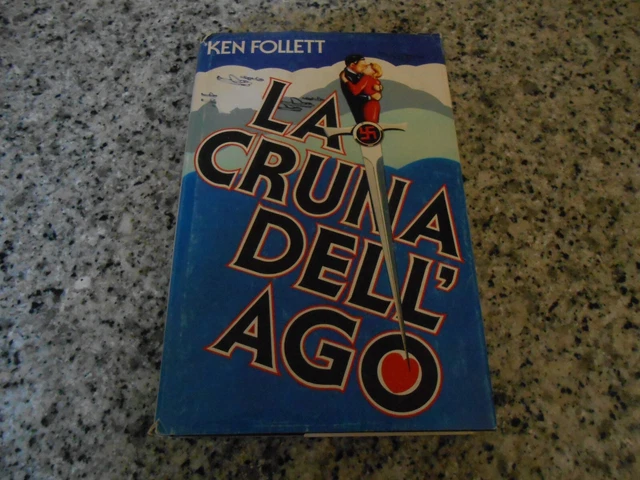 KEN FOLLETT
LA
CRUNA
DELL'
AGO